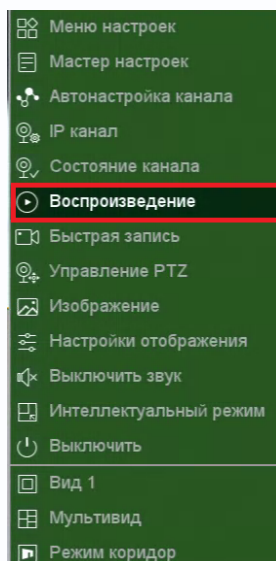 Меню настроек
Мастер настроек
Автонастройка канала
IP канал
Состояние канала
Воспроизведение
Быстрая запись
Управление PTZ
Изображение
Настройки отображения
Выключить звук
Интеллектуальный режим
Выключить
Вид 1
Мультивид
Режим коридор